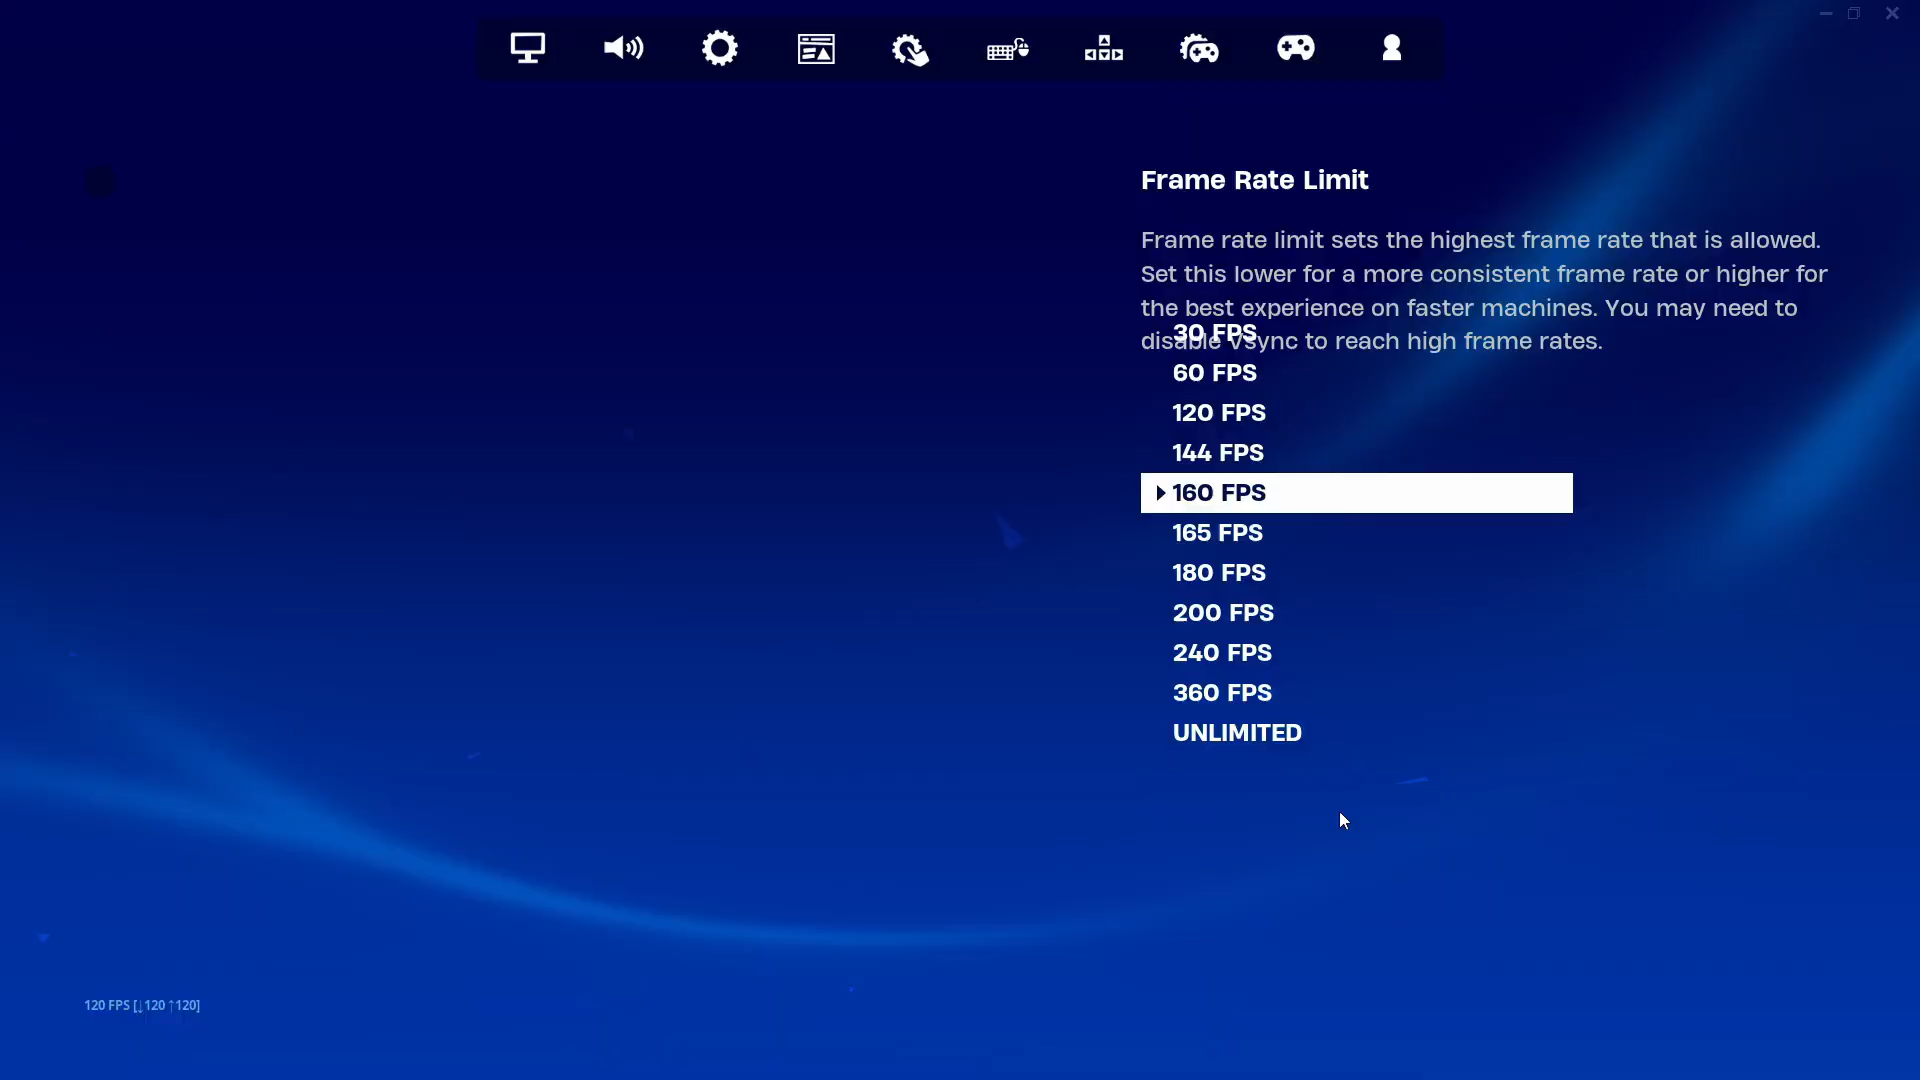 Frame Rate Limit
Frame rate limit sets the highest frame rate that is allowed.
Set this lower for a more consistent frame rate or higher for
the best experience on faster machines. You may need to
disable Vsync to reach high frame rates.
30 FPS
60 FPS
120 FPS
144 FPS
160 FPS
165 FPS
180 FPS
200 FPS
240 FPS
360 FPS
UNLIMITED
120 FPS [↓120 ↑120]